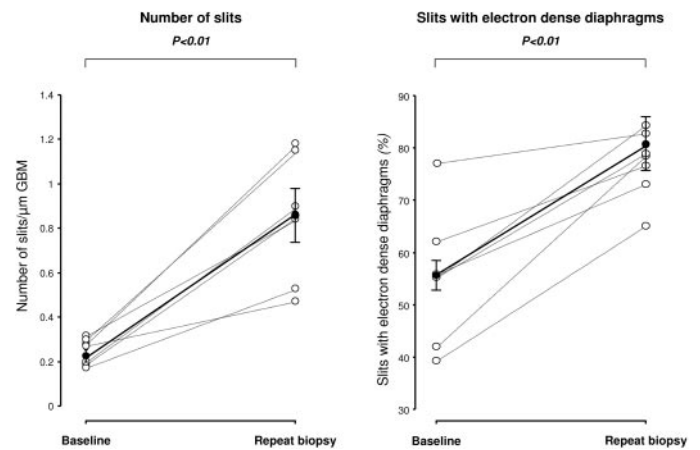 Number of slits
P<0.01
Number of slits/µm GBM
1.4
1.2
1
0.8
0.6
0.4
0.2
0
Baseline
Repeat biopsy
Slits with electron dense diaphragms
P<0.01
Slits with electron dense diaphragms (%)
90
80
70
60
50
40
30
Baseline
Repeat biopsy